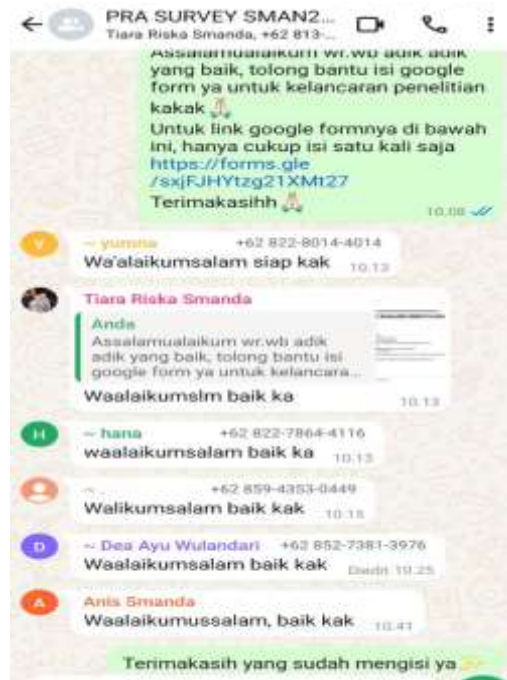 PRA SURVEY SMAN2...
Tiara Riska Smanda, +62 813-...
Assalamualaikum wr.wb adik adik
yang baik, tolong bantu isi google
form ya untuk kelancaran penelitian
kakak 🙏
Untuk link google formnya di bawah
ini, hanya cukup isi satu kali saja
https://forms.gle
/sxjFJHYtzg21XMt27
Terimakasihh 🙏
10.08
Y
~ yumna +62 822-8014-4014
Wa'alaikumsalam siap kak 10.13
Tiara Riska Smanda
Anda
Assalamualaikum wr.wb adik
adik yang baik, tolong bantu isi
google form ya untuk kelancara...
Waalaikumslm baik ka 10.13
H
~ hana +62 822-7864-4116
waalaikumsalam baik ka 10.13
~ +62 859-4353-0449
Walikumsalam baik kak 10.15
D
~ Dea Ayu Wulandari +62 852-7381-3976
Waalaikumsalam baik kak Diedit 10.25
A
Anis Smanda
Waalaikumussalam, baik kak 10.41
Terimakasih yang sudah mengisi ya